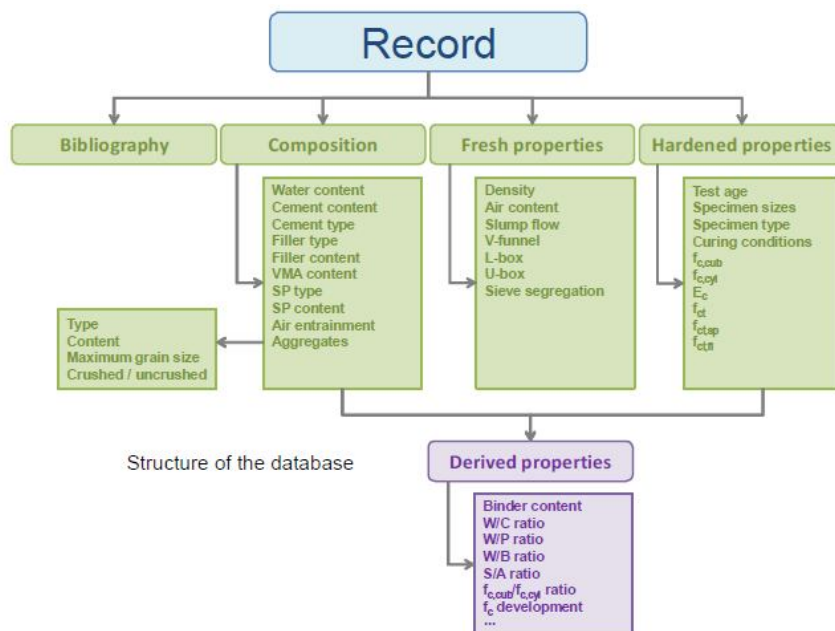 Record
Bibliography
Composition
Fresh properties
Hardened properties
Water content
Cement content
Cement type
Filler type
Filler content
VMA content
SP type
SP content
Air entrainment
Aggregates
Density
Air content
Slump flow
V-funnel
L-box
U-box
Sieve segregation
Test age
Specimen sizes
Specimen type
Curing conditions
fc,cub
fc,cyl
Ec
fct
fct,sp
fct,fl
Type
Content
Maximum grain size
Crushed / uncrushed
Structure of the database
Derived properties
Binder content
W/C ratio
W/P ratio
W/B ratio
S/A ratio
fc,cub/fc,cyl ratio
fc development
...